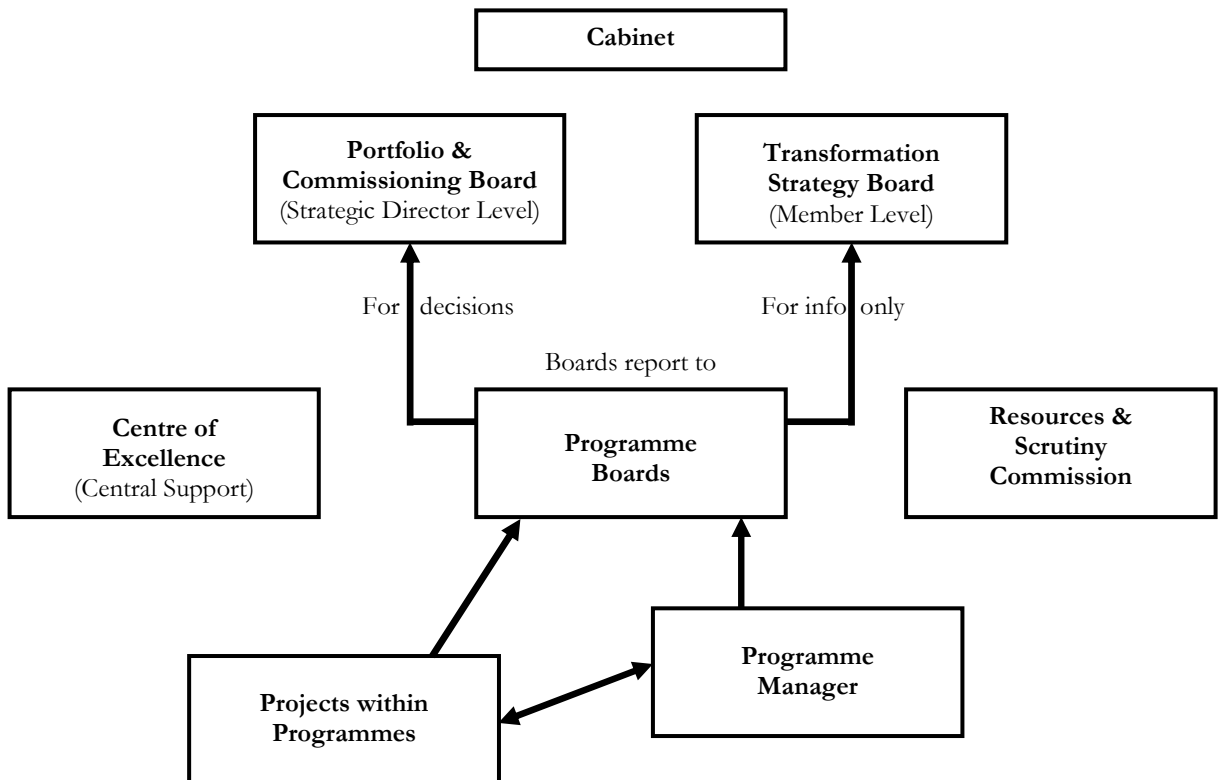 Cabinet
Portfolio &
Commissioning Board
(Strategic Director Level)
Transformation
Strategy Board
(Member Level)
For decisions
For info only
Boards report to
Centre of
Excellence
(Central Support)
Programme
Boards
Resources &
Scrutiny
Commission
Projects within
Programmes
Programme
Manager